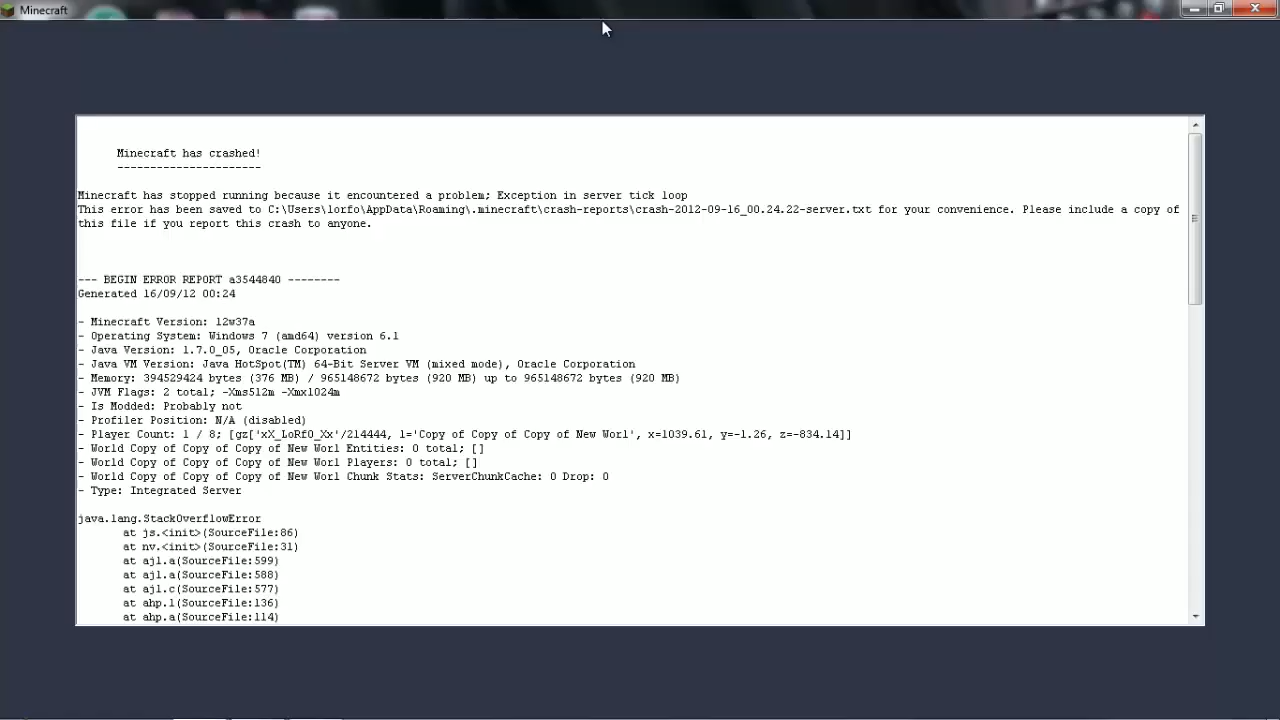 Minecraft
Minecraft has crashed!
----------------------
Minecraft has stopped running because it encountered a problem; Exception in server tick loop
This error has been saved to C:\Users\lorfo\AppData\Roaming\.minecraft\crash-reports\crash-2012-09-16_00.24.22-server.txt for your convenience. Please include a copy of
this file if you report this crash to anyone.
--- BEGIN ERROR REPORT a3544840 --------
Generated 16/09/12 00:24
- Minecraft Version: 12w37a
- Operating System: Windows 7 (amd64) version 6.1
- Java Version: 1.7.0_05, Oracle Corporation
- Java VM Version: Java HotSpot(TM) 64-Bit Server VM (mixed mode), Oracle Corporation
- Memory: 394529424 bytes (376 MB) / 965148672 bytes (920 MB) up to 965148672 bytes (920 MB)
- JVM Flags: 2 total; -Xms512m -Xmx1024m
- Is Modded: Probably not
- Profiler Position: N/A (disabled)
- Player Count: 1 / 8; [gz['xX_LoRfO_Xx'/214444, l='Copy of Copy of Copy of New Worl', x=1039.61, y=-1.26, z=-834.14]]
- World Copy of Copy of Copy of New Worl Entities: 0 total; []
- World Copy of Copy of Copy of New Worl Players: 0 total; []
- World Copy of Copy of Copy of New Worl Chunk Stats: ServerChunkCache: 0 Drop: 0
- Type: Integrated Server
java.lang.StackOverflowError
at js.<init>(SourceFile:86)
at nv.<init>(SourceFile:31)
at ajl.a(SourceFile:599)
at ajl.a(SourceFile:588)
at ajl.c(SourceFile:577)
at ahp.l(SourceFile:136)
at ahp.a(SourceFile:114)